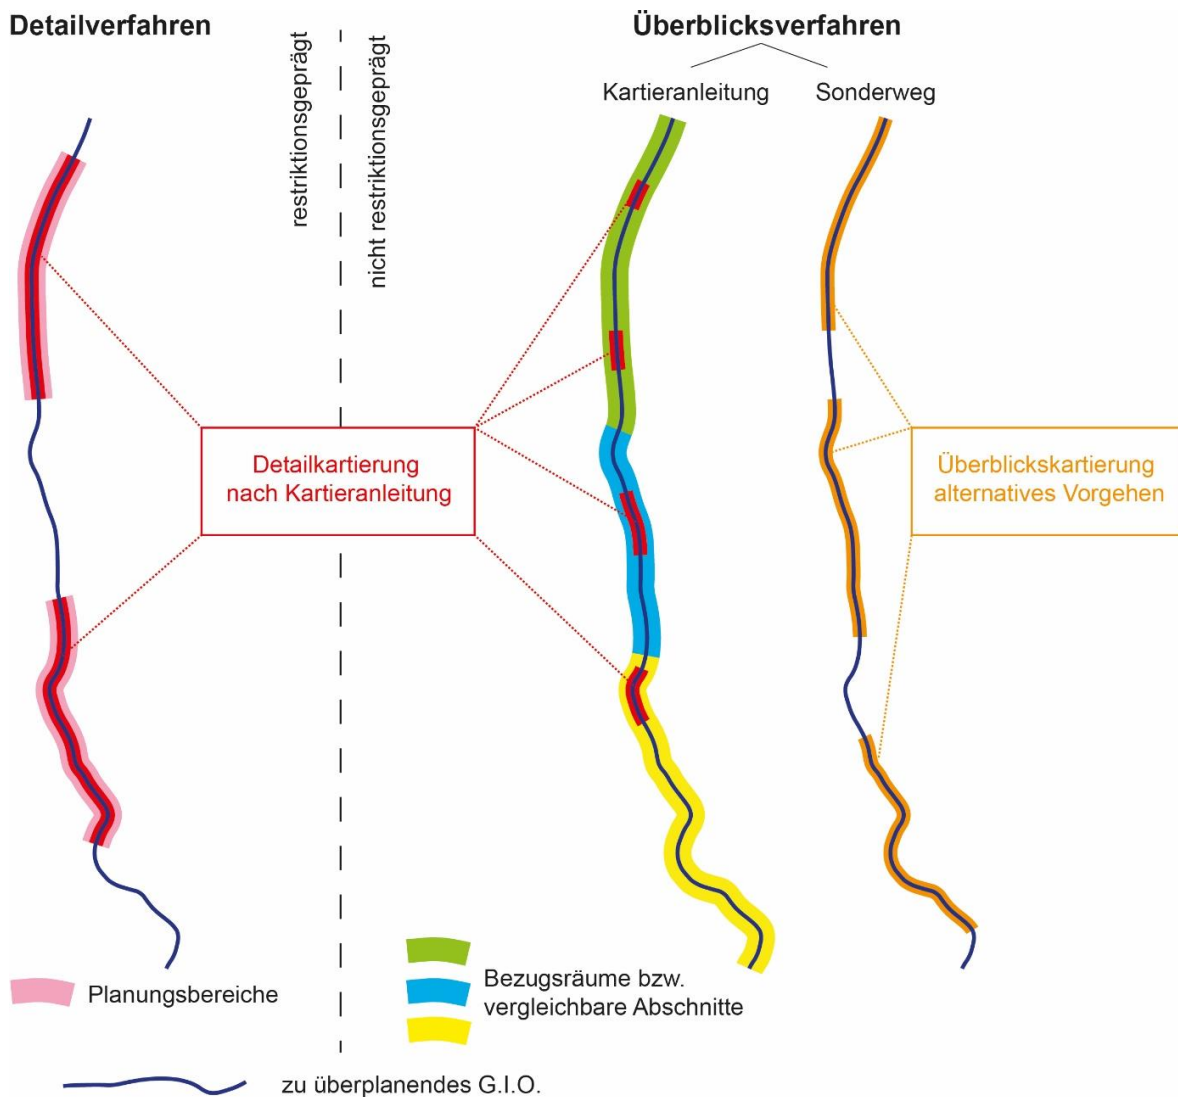 Detailverfahren
restriktionsgeprägt
nicht restriktionsgeprägt
Überblicksverfahren
Kartieranleitung
Sonderweg
Detailkartierung
nach Kartieranleitung
Überblickskartierung
alternatives Vorgehen
Planungsbereiche
Bezugsräume bzw.
vergleichbare Abschnitte
zu überplanendes G.I.O.